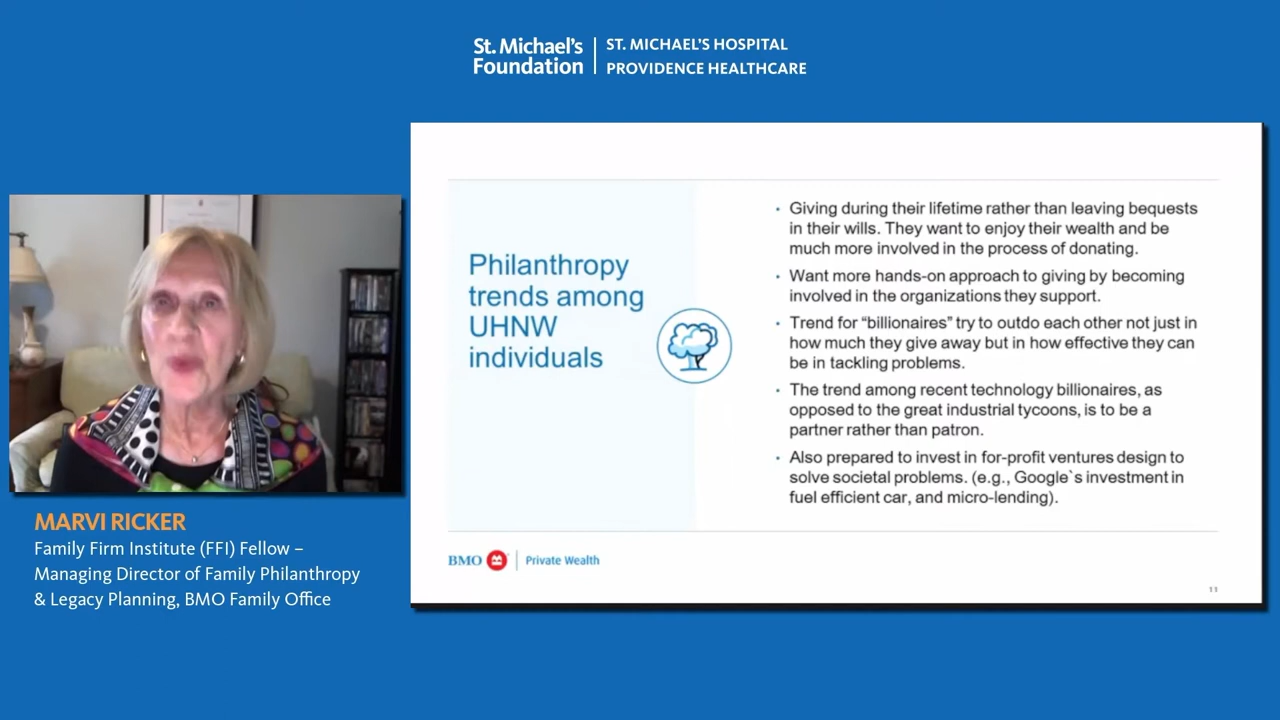 St. Michael's
Foundation
ST. MICHAEL'S HOSPITAL
PROVIDENCE HEALTHCARE
Philanthropy
trends among
UHNW
individuals
• Giving during their lifetime rather than leaving bequests
in their wills. They want to enjoy their wealth and be
much more involved in the process of donating.
• Want more hands-on approach to giving by becoming
involved in the organizations they support.
• Trend for “billionaires” try to outdo each other not just in
how much they give away but in how effective they can
be in tackling problems.
• The trend among recent technology billionaires, as
opposed to the great industrial tycoons, is to be a
partner rather than patron.
• Also prepared to invest in for-profit ventures design to
solve societal problems. (e.g., Google`s investment in
fuel efficient car, and micro-lending).
BMO Private Wealth
11
MARVI RICKER
Family Firm Institute (FFI) Fellow –
Managing Director of Family Philanthropy
& Legacy Planning, BMO Family Office